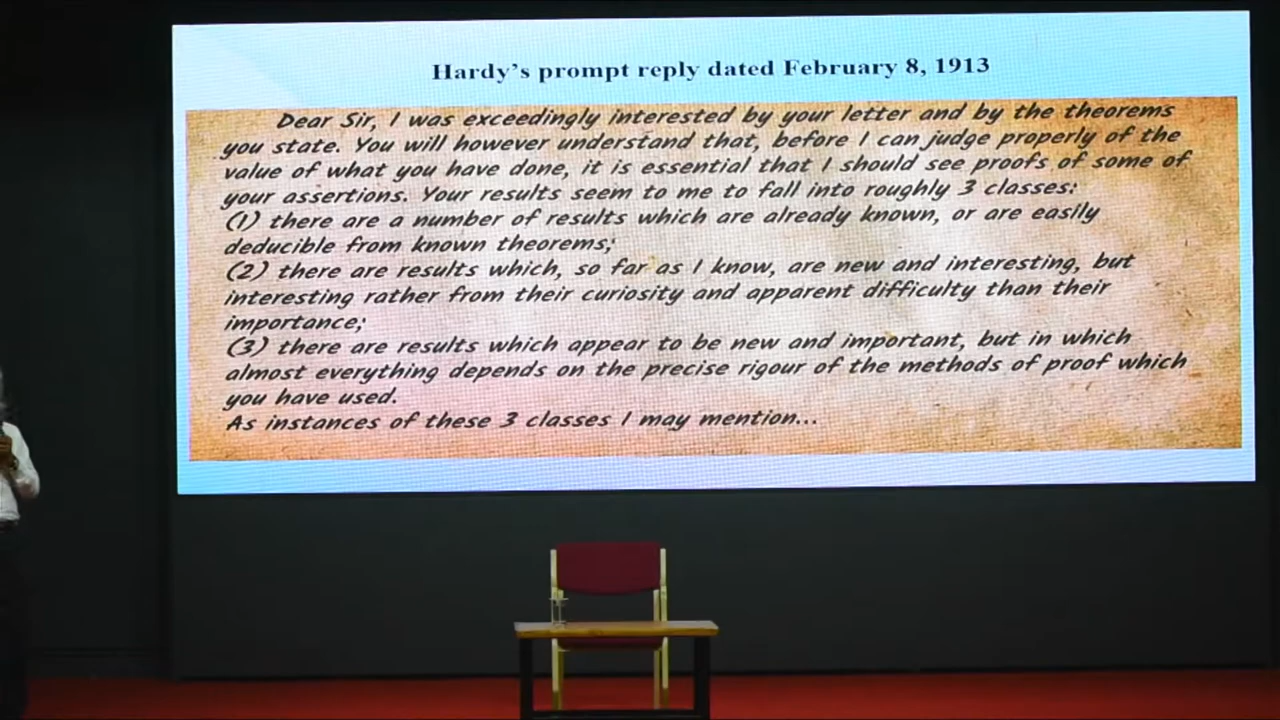 Hardy's prompt reply dated February 8, 1913
Dear Sir, I was exceedingly interested by your letter and by the theorems
you state. You will however understand that, before I can judge properly of the
value of what you have done, it is essential that I should see proofs of some of
your assertions. Your results seem to me to fall into roughly 3 classes:
(1) there are a number of results which are already known, or are easily
deducible from known theorems;
(2) there are results which, so far as I know, are new and interesting, but
interesting rather from their curiosity and apparent difficulty than their
importance;
(3) there are results which appear to be new and important, but in which
almost everything depends on the precise rigour of the methods of proof which
you have used.
As instances of these 3 classes I may mention...